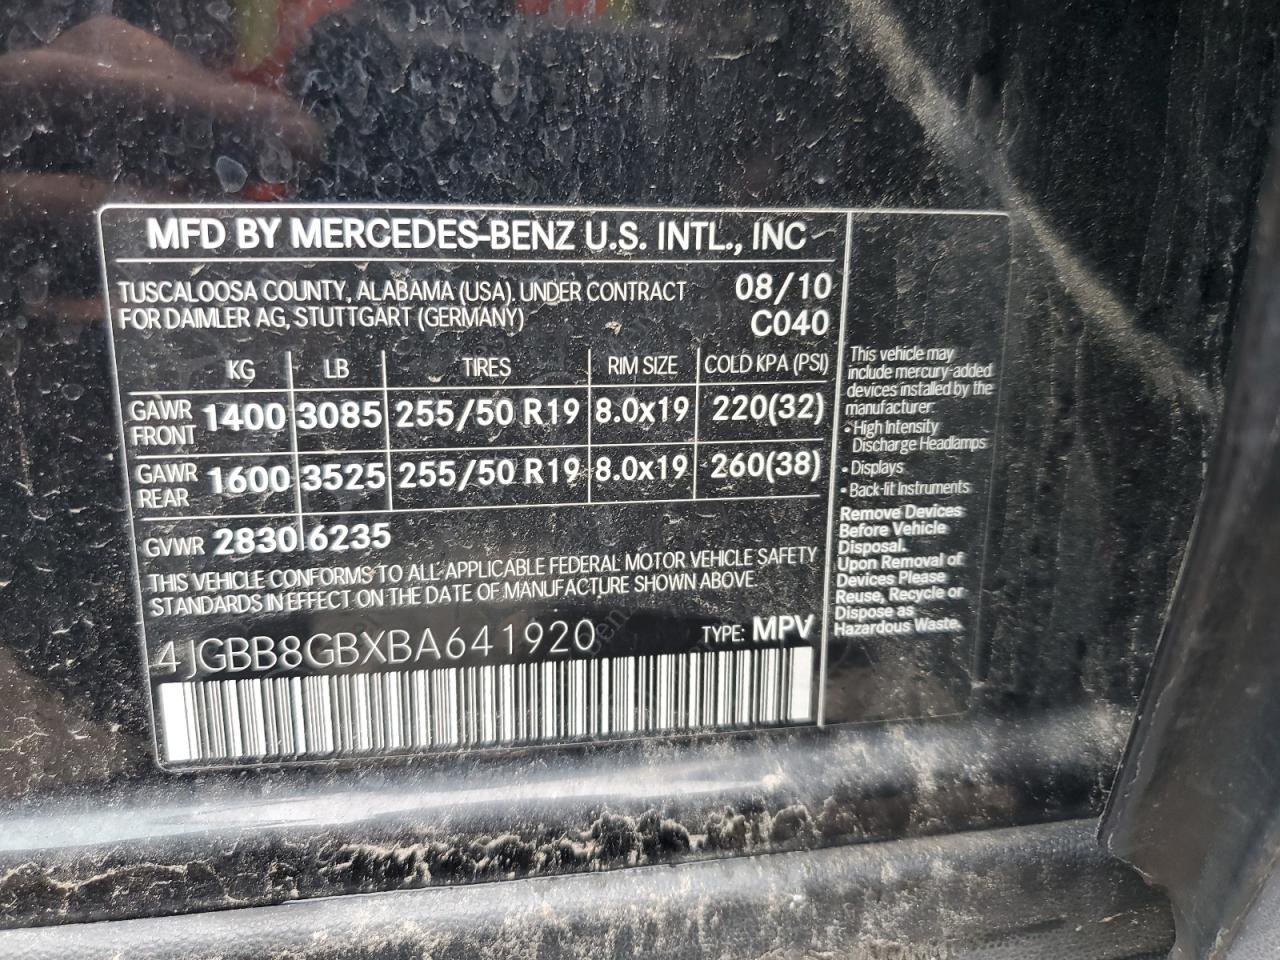 MFD BY MERCEDES-BENZ U.S. INTL., INC
TUSCALOOSA COUNTY, ALABAMA (USA). UNDER CONTRACT
FOR DAIMLER AG, STUTTGART (GERMANY)
08/10
C040
KG LB TIRES RIM SIZE COLD KPA (PSI)
GAWR FRONT 1400 3085 255/50 R19 8.0x19 220(32)
GAWR REAR 1600 3525 255/50 R19 8.0x19 260(38)
GVWR 2830 6235
THIS VEHICLE CONFORMS TO ALL APPLICABLE FEDERAL MOTOR VEHICLE SAFETY
STANDARDS IN EFFECT ON THE DATE OF MANUFACTURE SHOWN ABOVE.
4JGBB8GBXBA641920 TYPE: MPV
This vehicle may
include mercury-added
devices installed by the
manufacturer:
• High Intensity
Discharge Headlamps
• Displays
• Back-lit Instruments
Remove Devices
Before Vehicle
Disposal.
Upon Removal of
Devices Please
Reuse, Recycle or
Dispose as
Hazardous Waste.